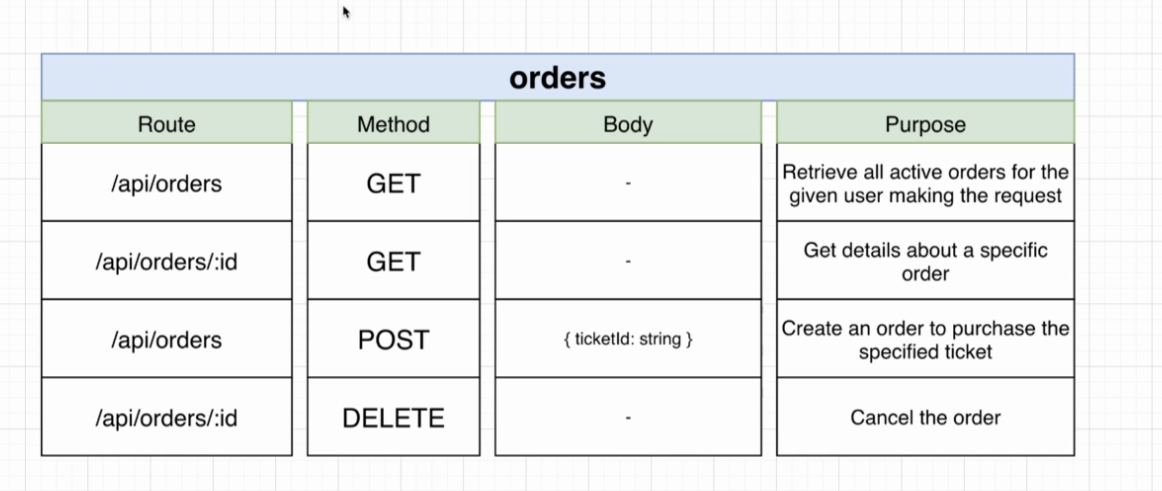 orders
Route
Method
Body
Purpose
/api/orders
GET
-
Retrieve all active orders for the
given user making the request
/api/orders/:id
GET
-
Get details about a specific
order
/api/orders
POST
{ ticketId: string }
Create an order to purchase the
specified ticket
/api/orders/:id
DELETE
-
Cancel the order